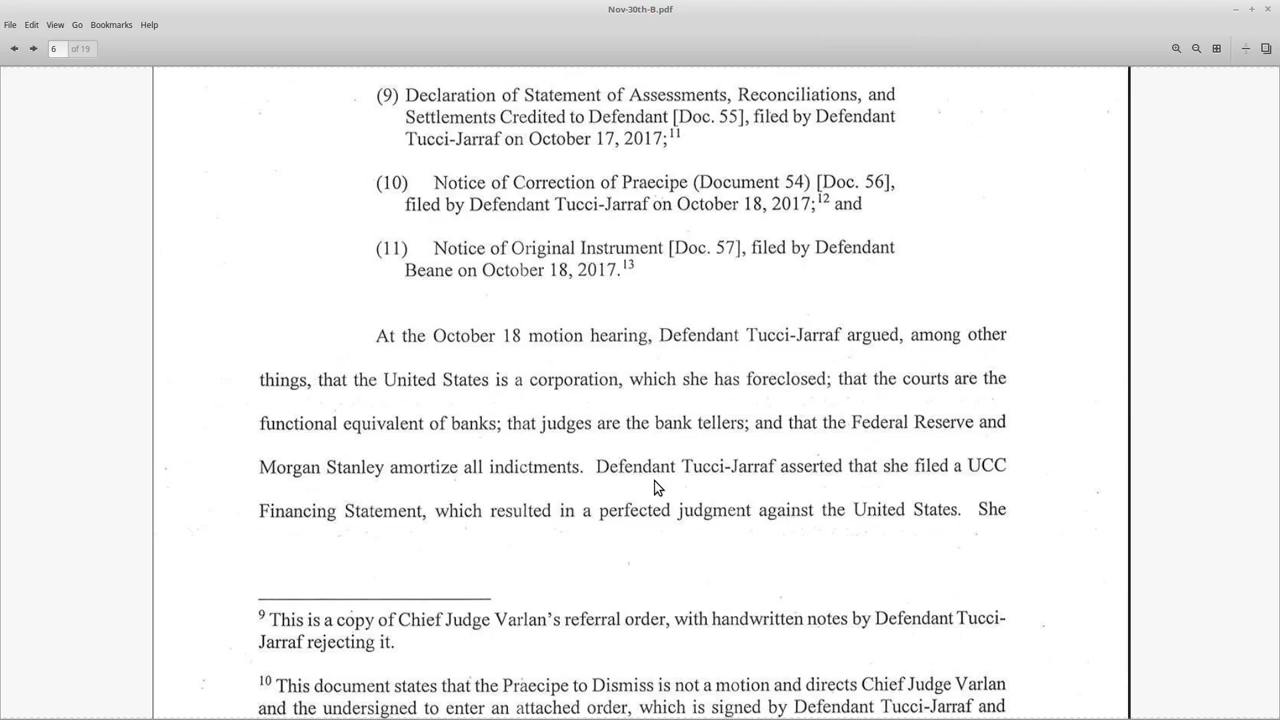 Nov-30th-B.pdf
File Edit View Go Bookmarks Help
6 of 19
(9) Declaration of Statement of Assessments, Reconciliations, and
Settlements Credited to Defendant [Doc. 55], filed by Defendant
Tucci-Jarraf on October 17, 2017;11
(10) Notice of Correction of Praecipe (Document 54) [Doc. 56],
filed by Defendant Tucci-Jarraf on October 18, 2017;12 and
(11) Notice of Original Instrument [Doc. 57], filed by Defendant
Beane on October 18, 2017.13
At the October 18 motion hearing, Defendant Tucci-Jarraf argued, among other
things, that the United States is a corporation, which she has foreclosed; that the courts are the
functional equivalent of banks; that judges are the bank tellers; and that the Federal Reserve and
Morgan Stanley amortize all indictments. Defendant Tucci-Jarraf asserted that she filed a UCC
Financing Statement, which resulted in a perfected judgment against the United States. She
9 This is a copy of Chief Judge Varlan's referral order, with handwritten notes by Defendant Tucci-
Jarraf rejecting it.
10 This document states that the Praecipe to Dismiss is not a motion and directs Chief Judge Varlan
and the undersigned to enter an attached order, which is signed by Defendant Tucci-Jarraf and